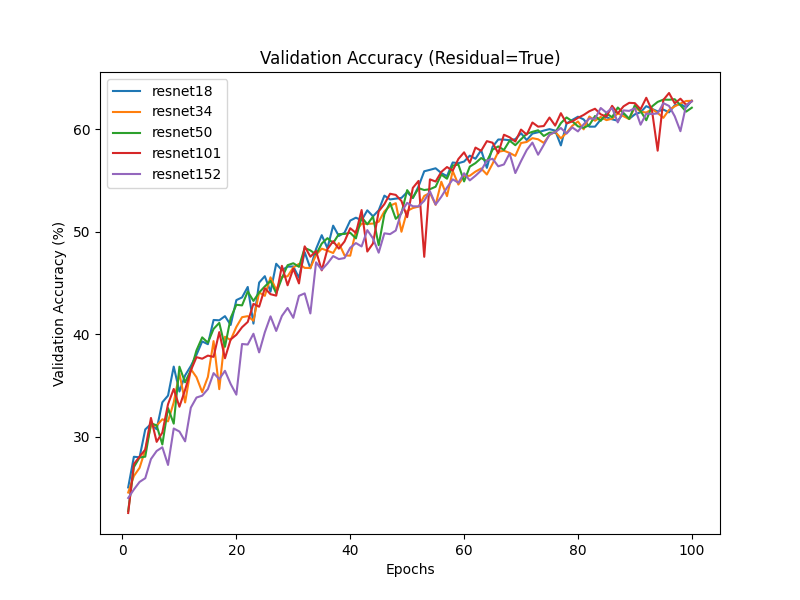 Validation Accuracy (Residual=True)
resnet18
resnet34
resnet50
resnet101
resnet152
Validation Accuracy (%)
60
50
40
30
0 20 40 60 80 100
Epochs